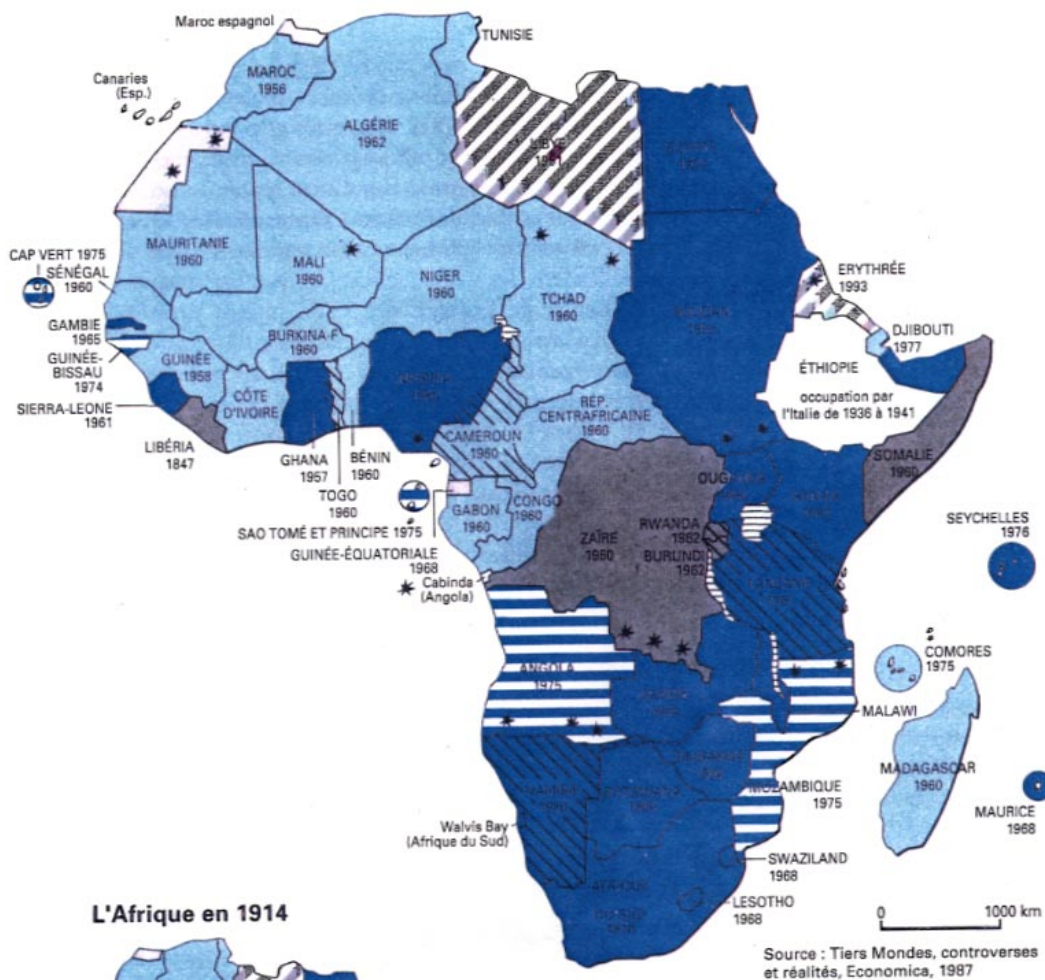 Maroc espagnol
TUNISIE
MAROC
1956
Canaries
(Esp.)
ALGÉRIE
1962
LIBYE
MAURITANIE
1960
CAP VERT 1975
SÉNÉGAL
1960
MALI
1960
NIGER
1960
TCHAD
1960
ERYTHRÉE
1993
GAMBIE
1965
BURKINA-F
1960
DJIBOUTI
1977
GUINÉE-
BISSAU
1974
GUINÉE
1958
CÔTE
D'IVOIRE
RÉP.
CENTRAFRICAINE
1960
ÉTHIOPIE
occupation par
l'Italie de 1936 à 1941
SIERRA-LEONE
1961
LIBÉRIA
1847
GHANA
1957
BÉNIN
1960
TOGO
1960
CAMEROUN
1960
SOMALIE
1960
SAO TOMÉ ET PRINCIPE 1975
GUINÉE-ÉQUATORIALE
1968
GABON
1960
CONGO
1960
ZAÏRE
1960
RWANDA
1962
BURUNDI
1962
SEYCHELLES
1976
Cabinda
(Angola)
ANGOLA
1975
COMORES
1975
MALAWI
MADAGASCAR
1960
MOZAMBIQUE
1975
MAURICE
1968
Walvis Bay
(Afrique du Sud)
SWAZILAND
1968
LESOTHO
1968
L'Afrique en 1914
0 1000 km
Source : Tiers Mondes, controverses
et réalités, Economica, 1987